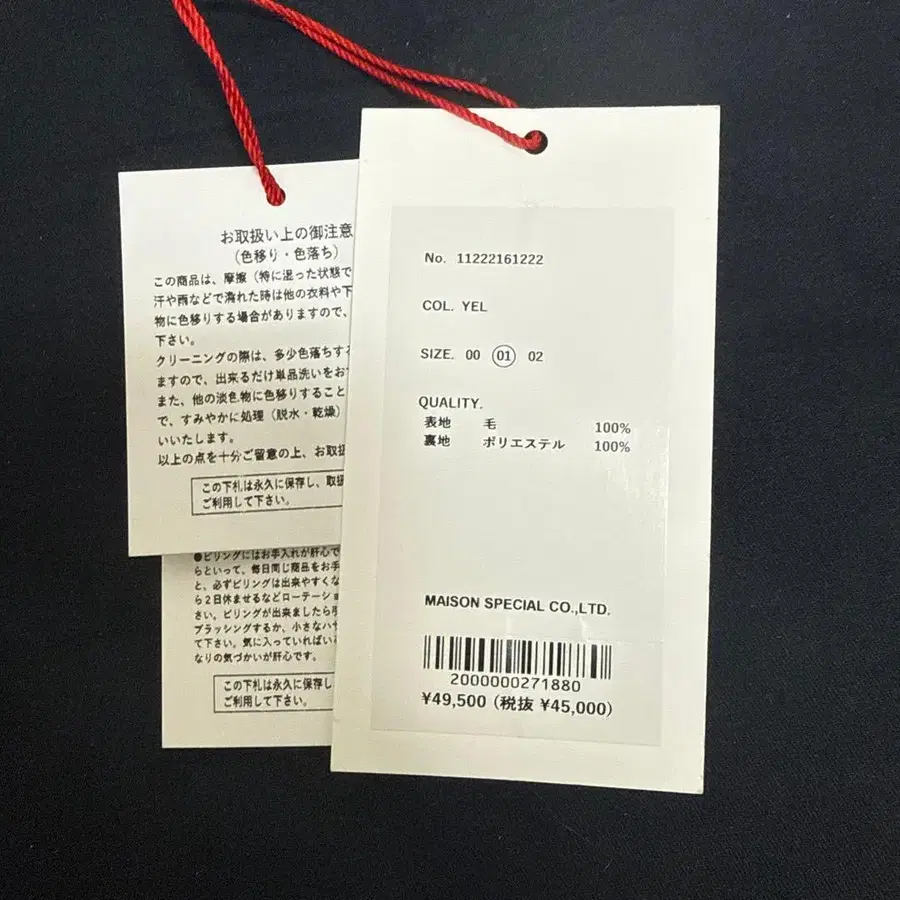 お取扱い上の御注意
(色移り・色落ち)
この商品は、摩擦(特に湿った状態で
汗や雨などで濡れた時は他の衣料や下
物に色移りする場合がありますので、
下さい。
クリーニングの際は、多少色落ちする
ますので、出来るだけ単品洗いをお
また、他の淡色物に色移りすること
で、すみやかに処理(脱水・乾燥)
いいたします。
以上の点を十分ご留意の上、お取扱
この下札は永久に保存し、取扱
ご利用して下さい。
●ピリングにはお手入れが肝心で
らといって、毎日同じ商品をお手
と、必ずピリングは出来やすくな
ら2日休ませるなどローテーショ
さい。ピリングが出来ましたら
ブラッシングするか、小さなハサ
て下さい。気に入っていればい
なりの気づかいが肝心です。
この下札は永久に保存し
ご利用して下さい。
No. 11222161222
COL. YEL
SIZE. 00 01 02
QUALITY.
表地 毛 100%
裏地 ポリエステル 100%
MAISON SPECIAL CO.,LTD.
2000000271880
¥49,500 (税抜 ¥45,000)